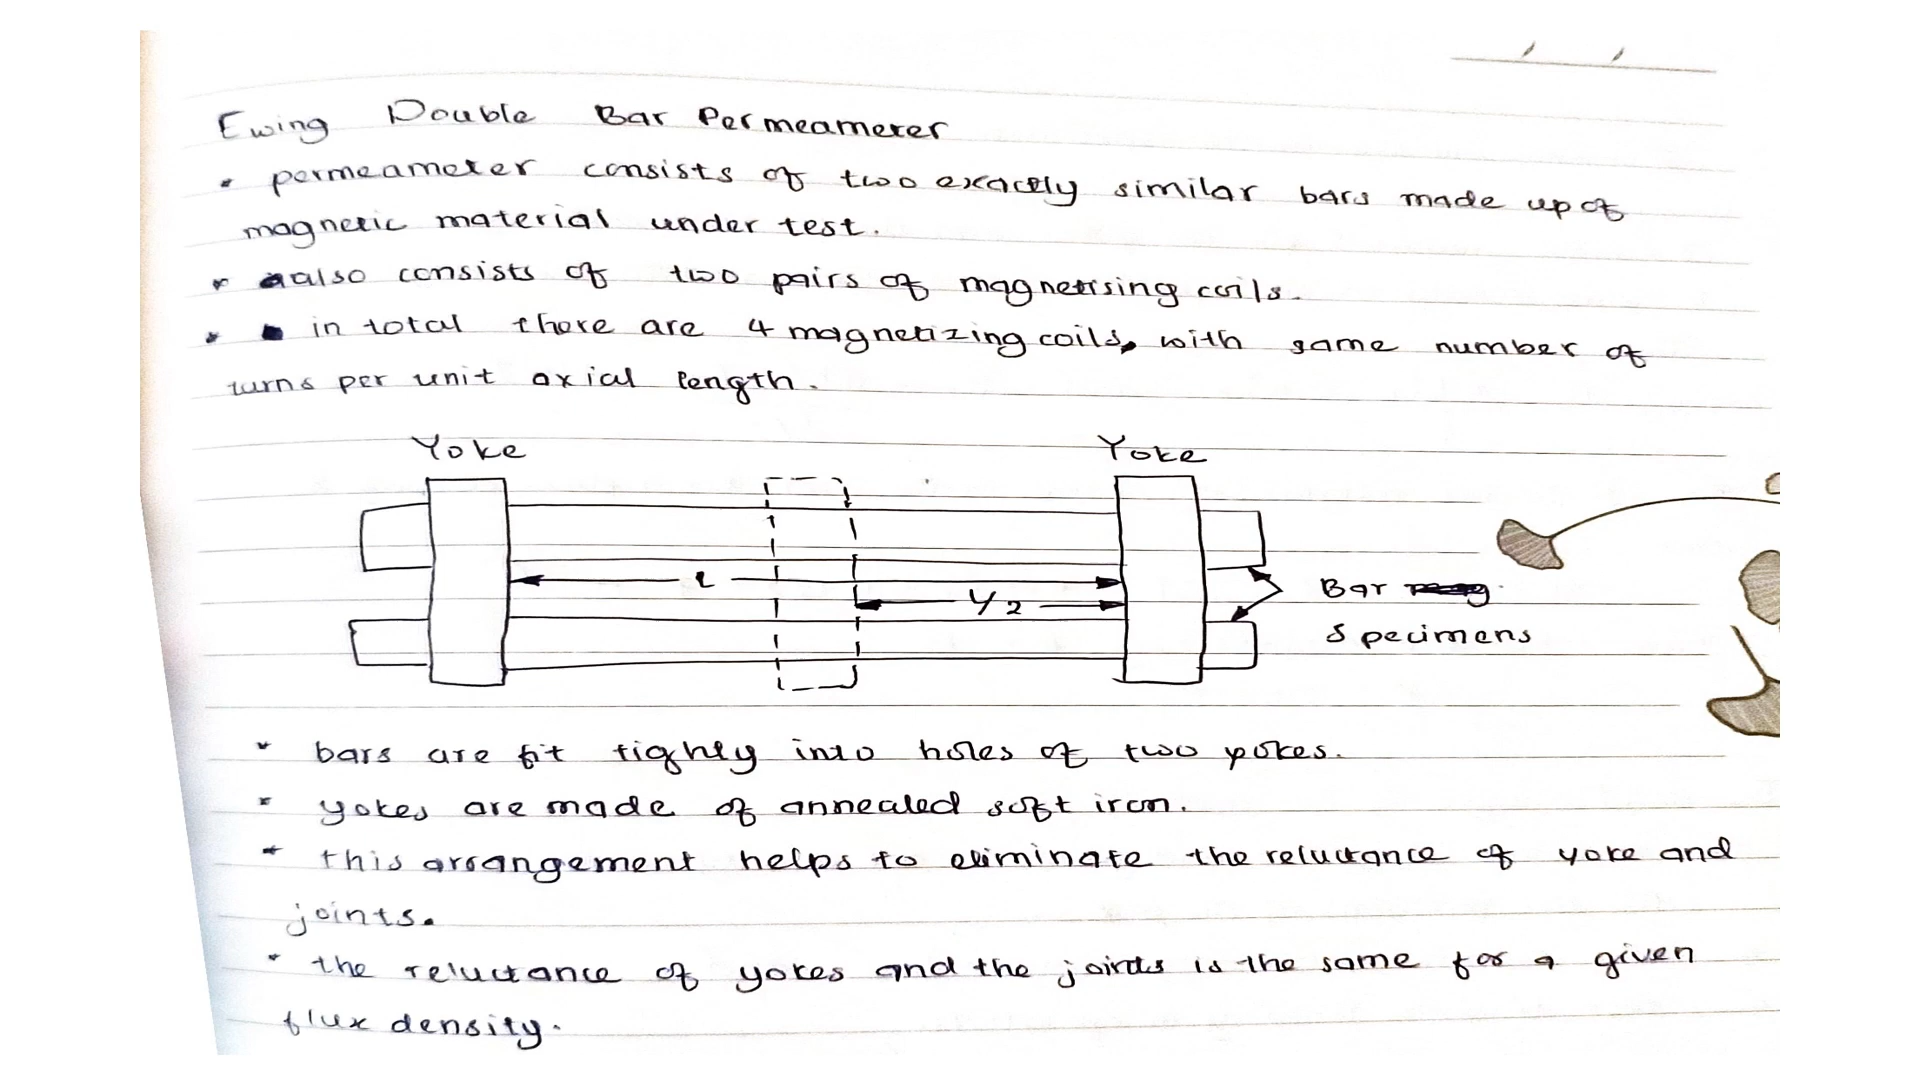 Ewing Double Bar Permeameter
* permeameter consists of two exactly similar bars made up of
magnetic material under test.
* also consists of two pairs of magnetising coils.
* in total there are 4 magnetizing coils, with same number of
turns per unit axial length.
Yoke Yoke
l
l/2
Bar
specimens
* bars are fit tightly into holes of two yokes.
* yokes are made of annealed soft iron.
* this arrangement helps to eliminate the reluctance of yoke and
joints.
* the reluctance of yokes and the joints is the same for a given
flux density.